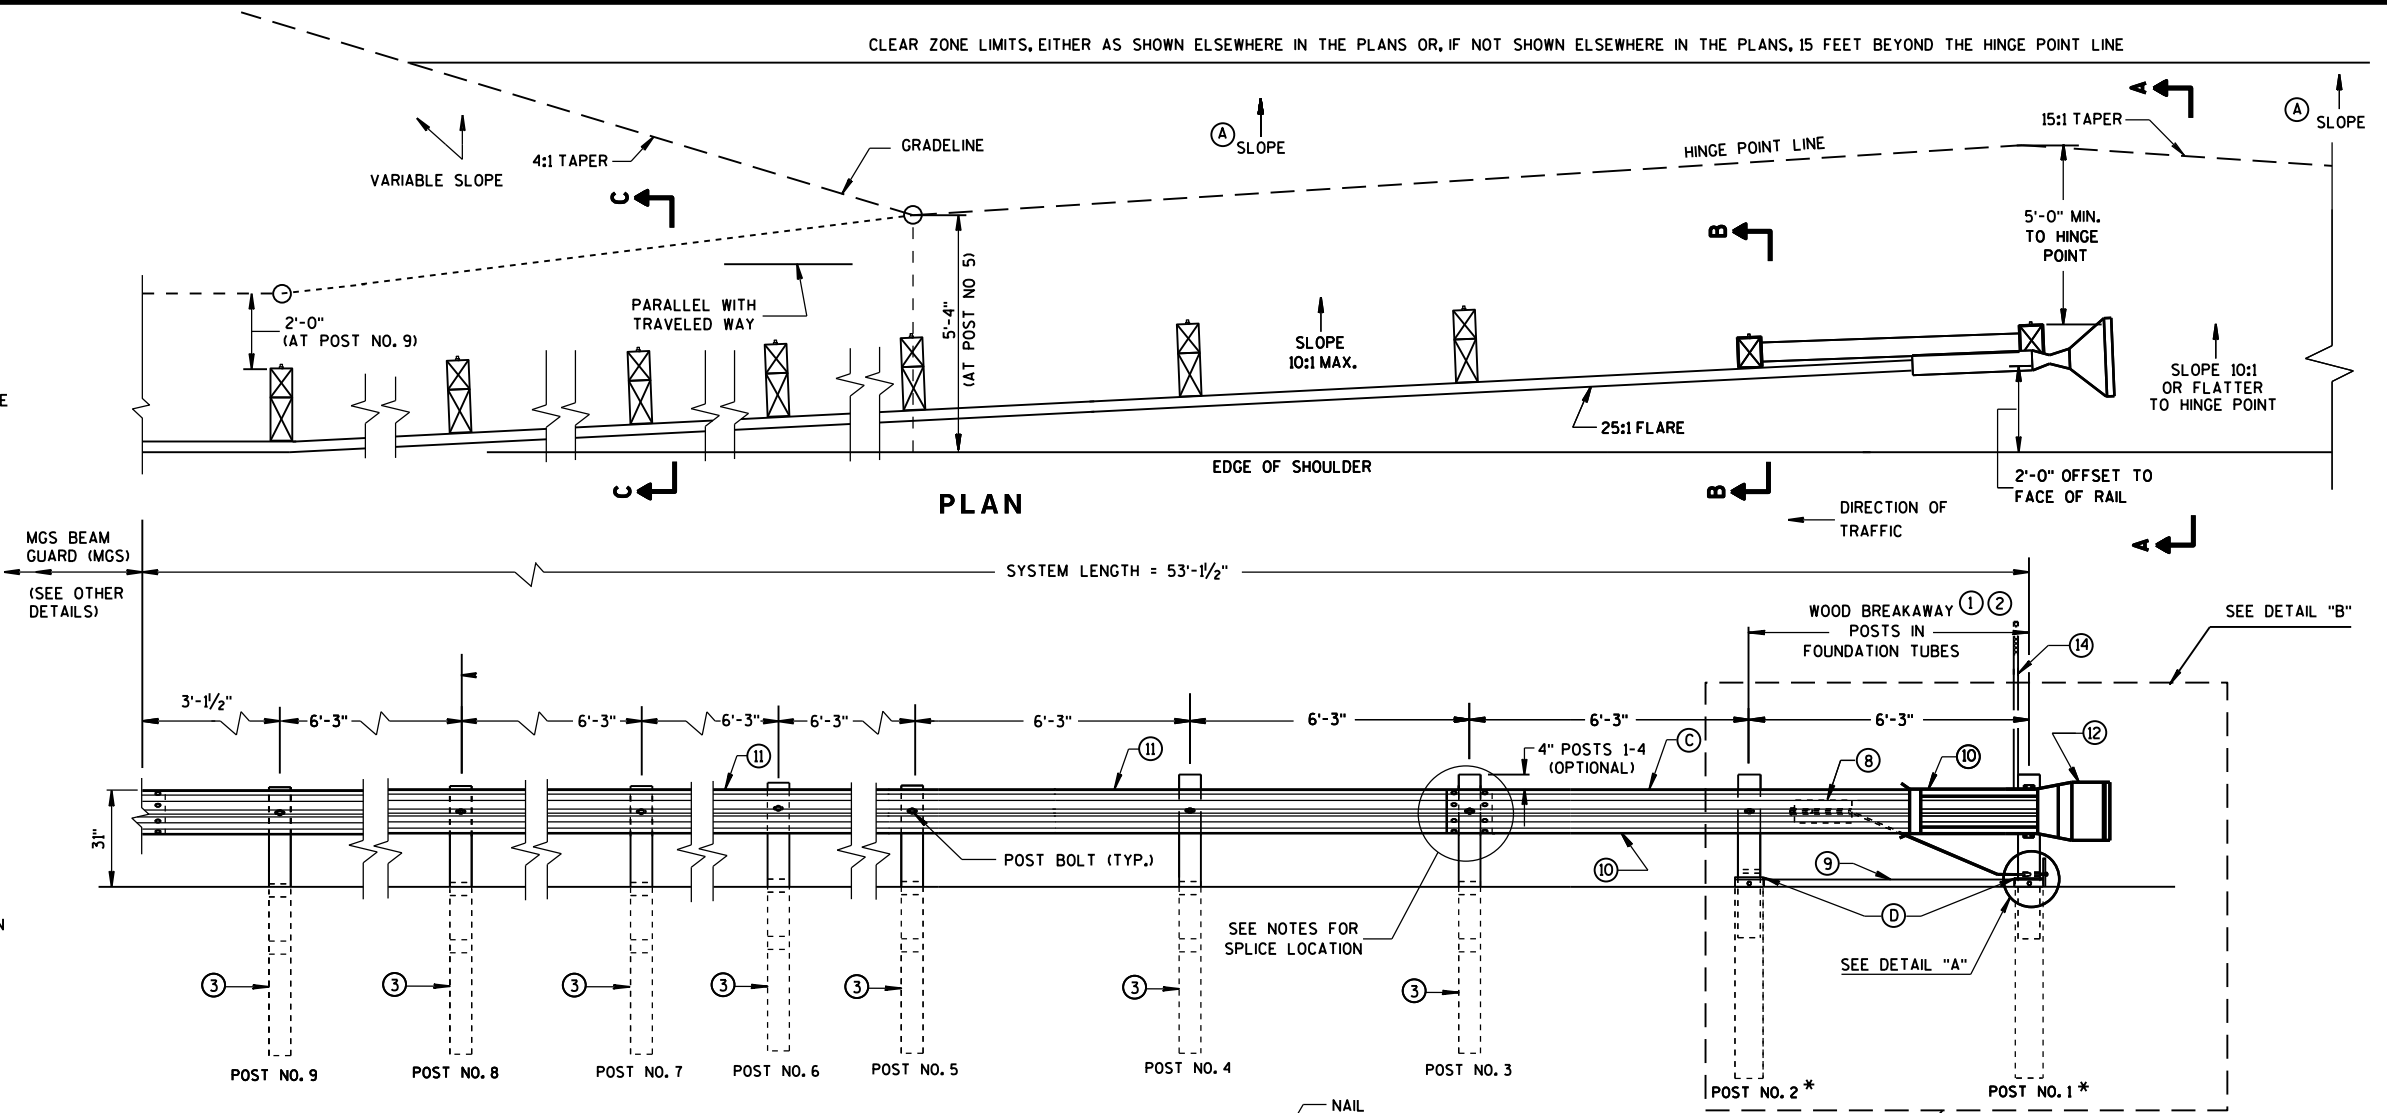 CLEAR ZONE LIMITS, EITHER AS SHOWN ELSEWHERE IN THE PLANS OR, IF NOT SHOWN ELSEWHERE IN THE PLANS, 15 FEET BEYOND THE HINGE POINT LINE
A
15:1 TAPER
A
SLOPE
A
SLOPE
4:1 TAPER
GRADELINE
HINGE POINT LINE
VARIABLE SLOPE
C
B
5'-0" MIN.
TO HINGE
POINT
PARALLEL WITH
TRAVELED WAY
5'-4"
(AT POST NO 5)
2'-0"
(AT POST NO. 9)
SLOPE
10:1 MAX.
SLOPE 10:1
OR FLATTER
TO HINGE POINT
E
25:1 FLARE
EDGE OF SHOULDER
C
PLAN
B
2'-0" OFFSET TO
FACE OF RAIL
DIRECTION OF
TRAFFIC
A
MGS BEAM
GUARD (MGS)
(SEE OTHER
DETAILS)
SYSTEM LENGTH = 53'-1½"
WOOD BREAKAWAY 1 2
POSTS IN
FOUNDATION TUBES
SEE DETAIL "B"
14
3'-1½"
6'-3"
6'-3"
6'-3"
6'-3"
6'-3"
6'-3"
6'-3"
6'-3"
11
11
4" POSTS 1-4
(OPTIONAL)
C
8
10
12
31"
POST BOLT (TYP.)
10
9
D
SEE NOTES FOR
SPLICE LOCATION
SEE DETAIL "A"
N
3
3
3
3
3
3
3
POST NO. 9
POST NO. 8
POST NO. 7
POST NO. 6
POST NO. 5
POST NO. 4
POST NO. 3
POST NO. 2 *
POST NO. 1 *
NAIL